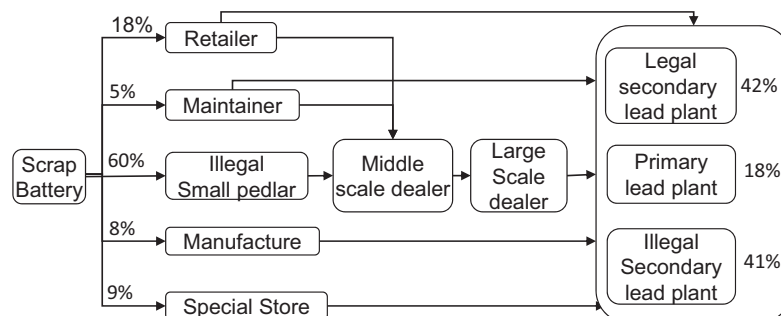 18%
Retailer
5%
Maintainer
Scrap
Battery
60%
Illegal
Small pedlar
Middle
scale dealer
Large
Scale
dealer
8%
Manufacture
9%
Special Store
Legal
secondary
lead plant
42%
Primary
lead plant
18%
Illegal
Secondary
lead plant
41%